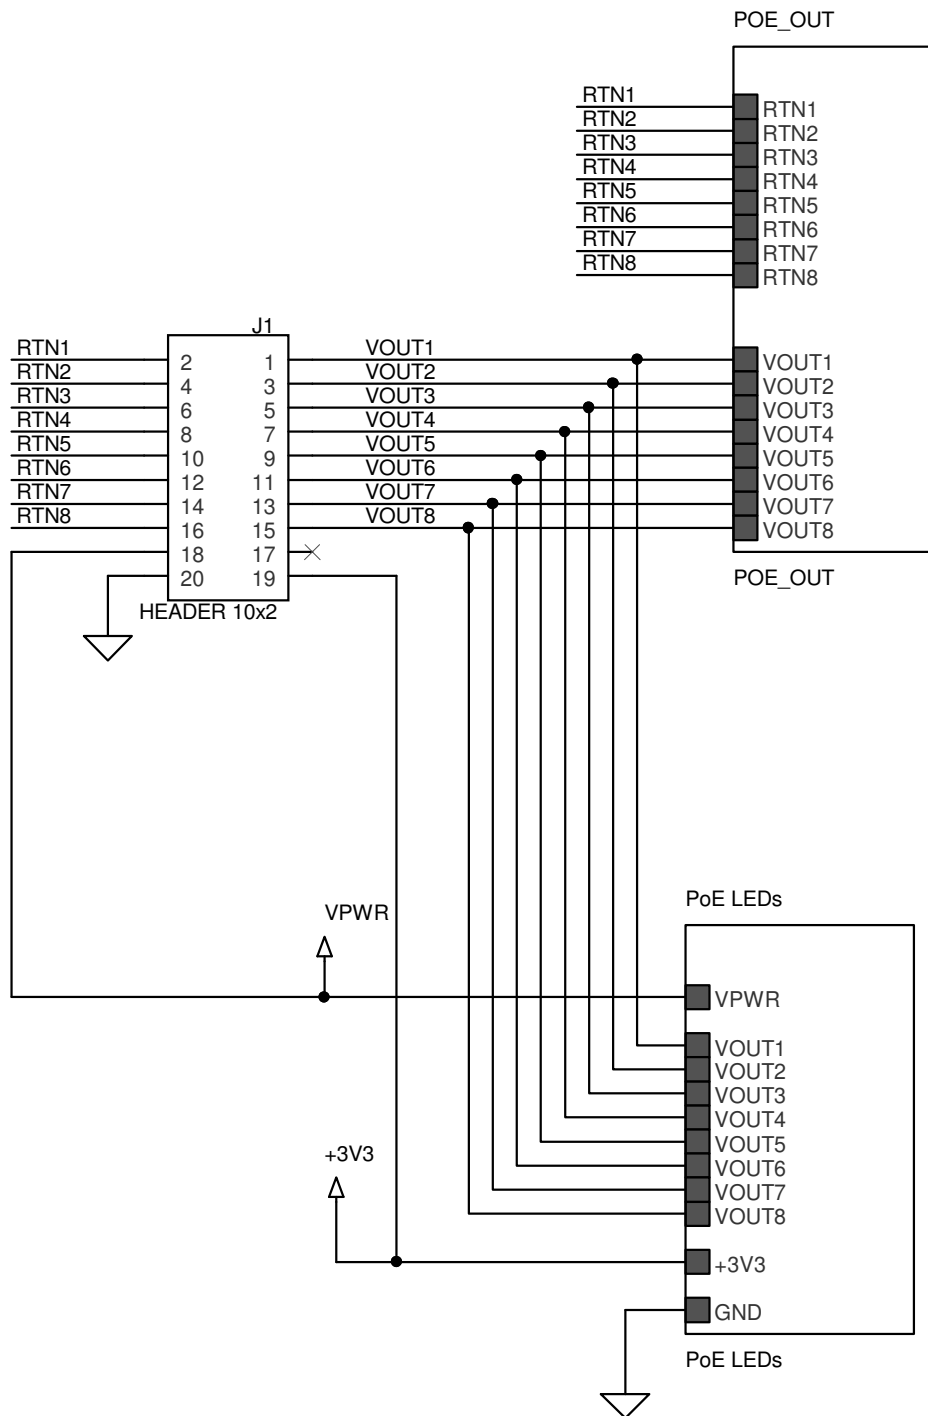 POE_OUT
RTN1 RTN1
RTN2 RTN2
RTN3 RTN3
RTN4 RTN4
RTN5 RTN5
RTN6 RTN6
RTN7 RTN7
RTN8 RTN8
J1
RTN1 2 1 VOUT1 VOUT1
RTN2 4 3 VOUT2 VOUT2
RTN3 6 5 VOUT3 VOUT3
RTN4 8 7 VOUT4 VOUT4
RTN5 10 9 VOUT5 VOUT5
RTN6 12 11 VOUT6 VOUT6
RTN7 14 13 VOUT7 VOUT7
RTN8 16 15 VOUT8 VOUT8
18 17
20 19
POE_OUT
HEADER 10x2
PoE LEDs
VPWR
VPWR
VOUT1
VOUT2
VOUT3
VOUT4
VOUT5
VOUT6
VOUT7
VOUT8
+3V3
+3V3
GND
PoE LEDs